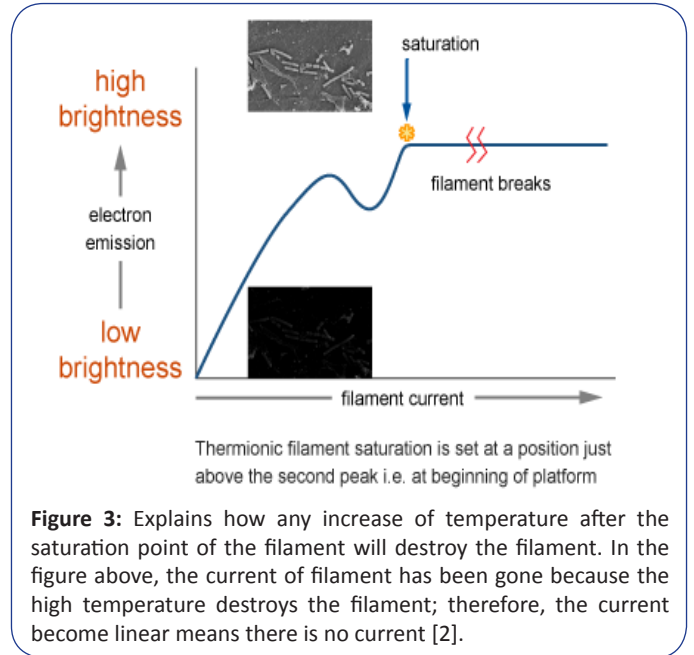 saturation
high
brightness
filament breaks
electron
emission
low
brightness
filament current
Thermionic filament saturation is set at a position just
above the second peak i.e. at beginning of platform
Figure 3: Explains how any increase of temperature after the
saturation point of the filament will destroy the filament. In the
figure above, the current of filament has been gone because the
high temperature destroys the filament; therefore, the current
become linear means there is no current [2].